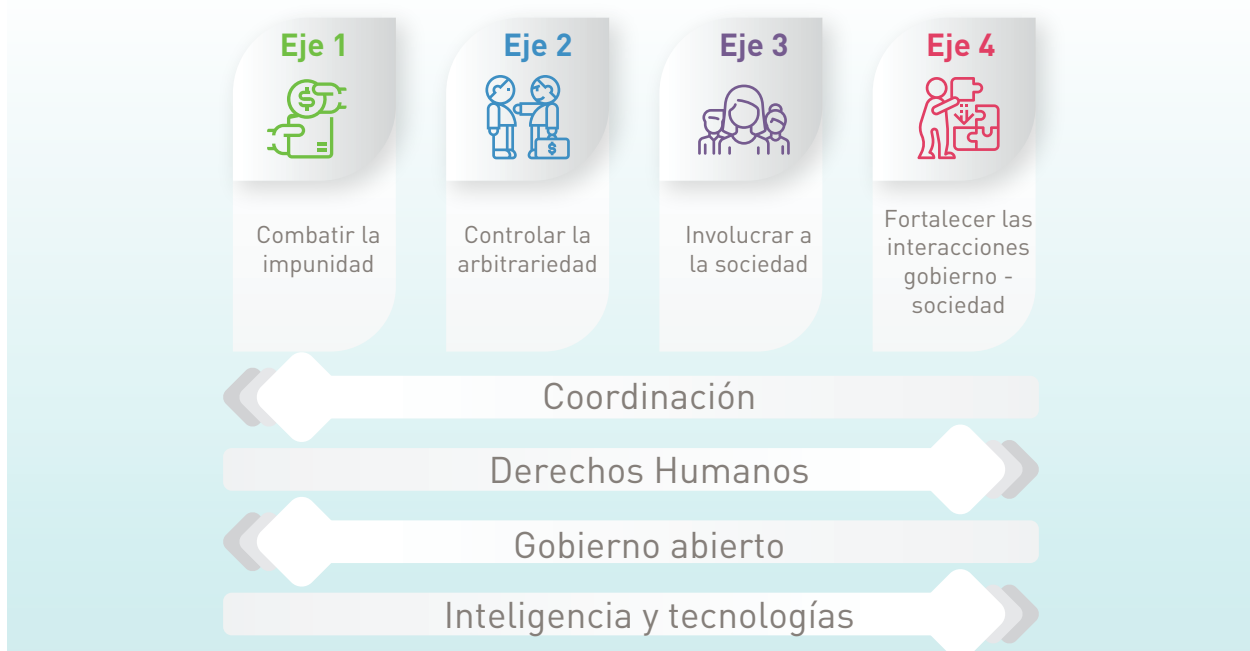 Eje 1
Combatir la
impunidad
Eje 2
Controlar la
arbitrariedad
Eje 3
Involucrar a
la sociedad
Eje 4
Fortalecer las
interacciones
gobierno -
sociedad
Coordinación
Derechos Humanos
Gobierno abierto
Inteligencia y tecnologías